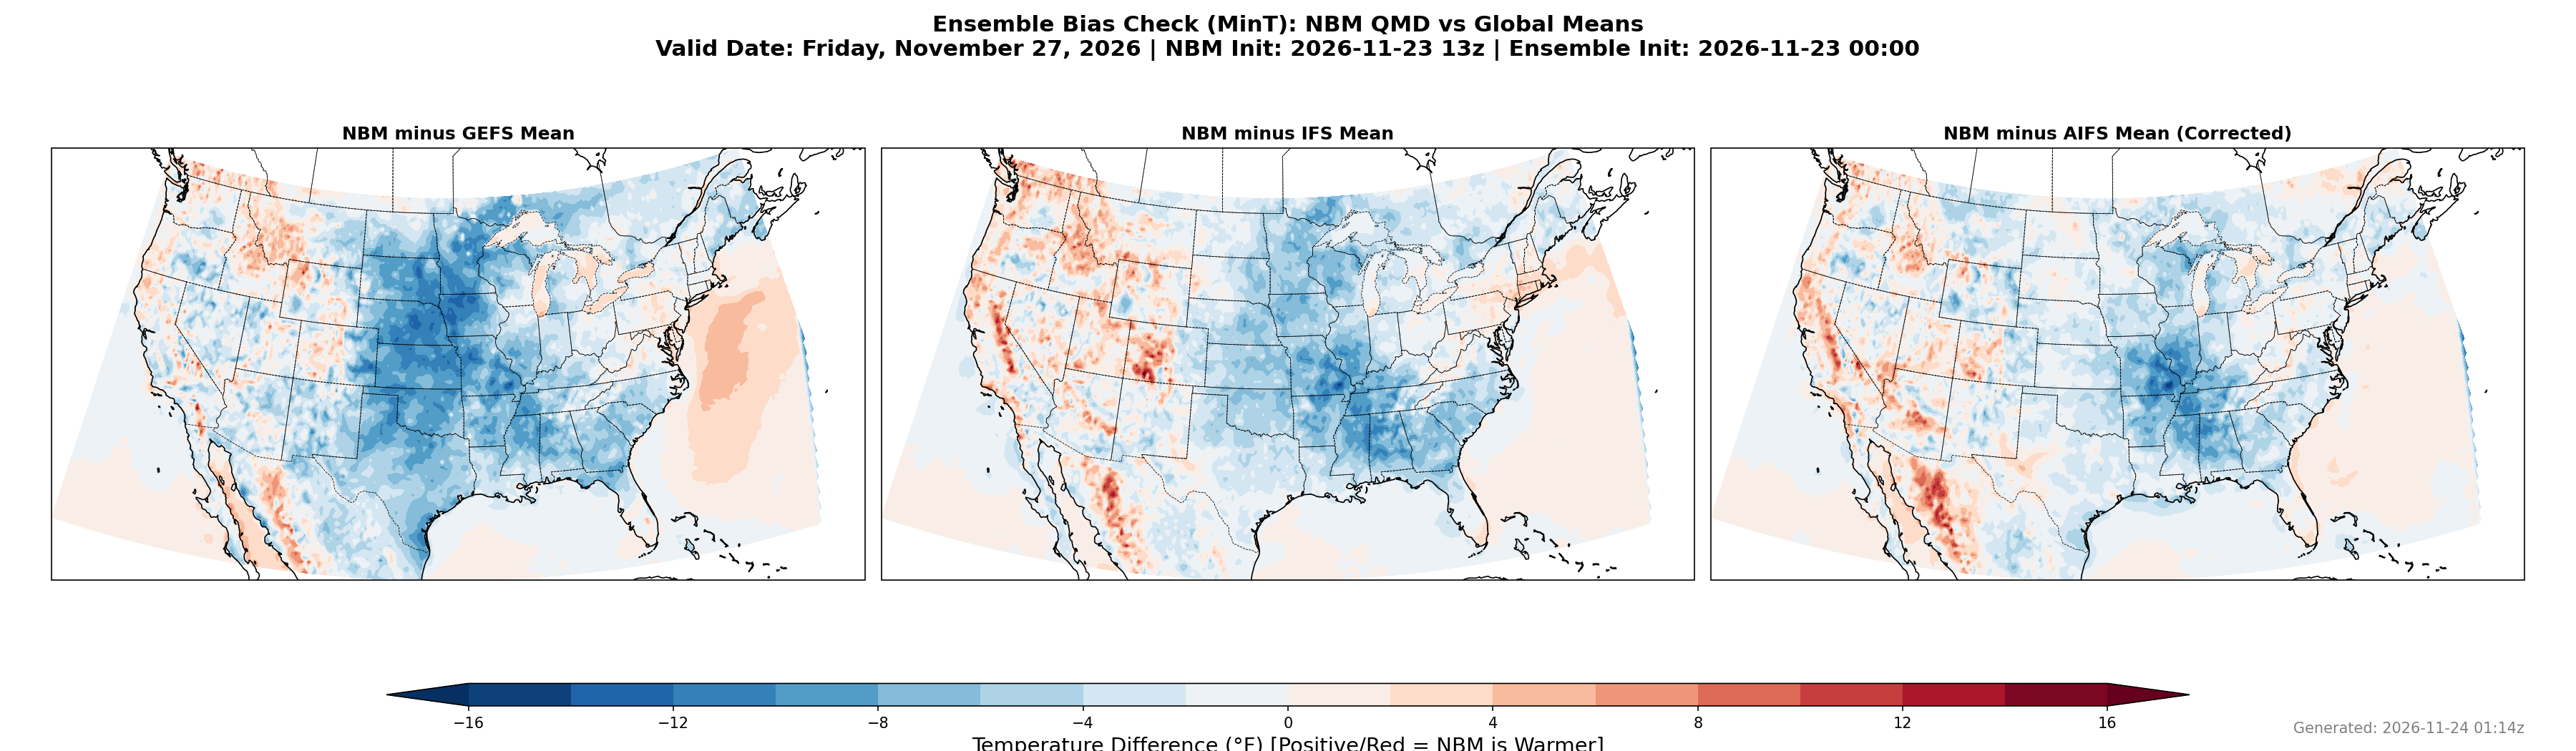 Ensemble Bias Check (MinT): NBM QMD vs Global Means
Valid Date: Friday, November 27, 2026 | NBM Init: 2026-11-23 13z | Ensemble Init: 2026-11-23 00:00
NBM minus GEFS Mean
NBM minus IFS Mean
NBM minus AIFS Mean (Corrected)
−16 −12 −8 −4 0 4 8 12 16
Generated: 2026-11-24 01:14z
Temperature Difference (°F) [Positive/Red = NBM is Warmer]